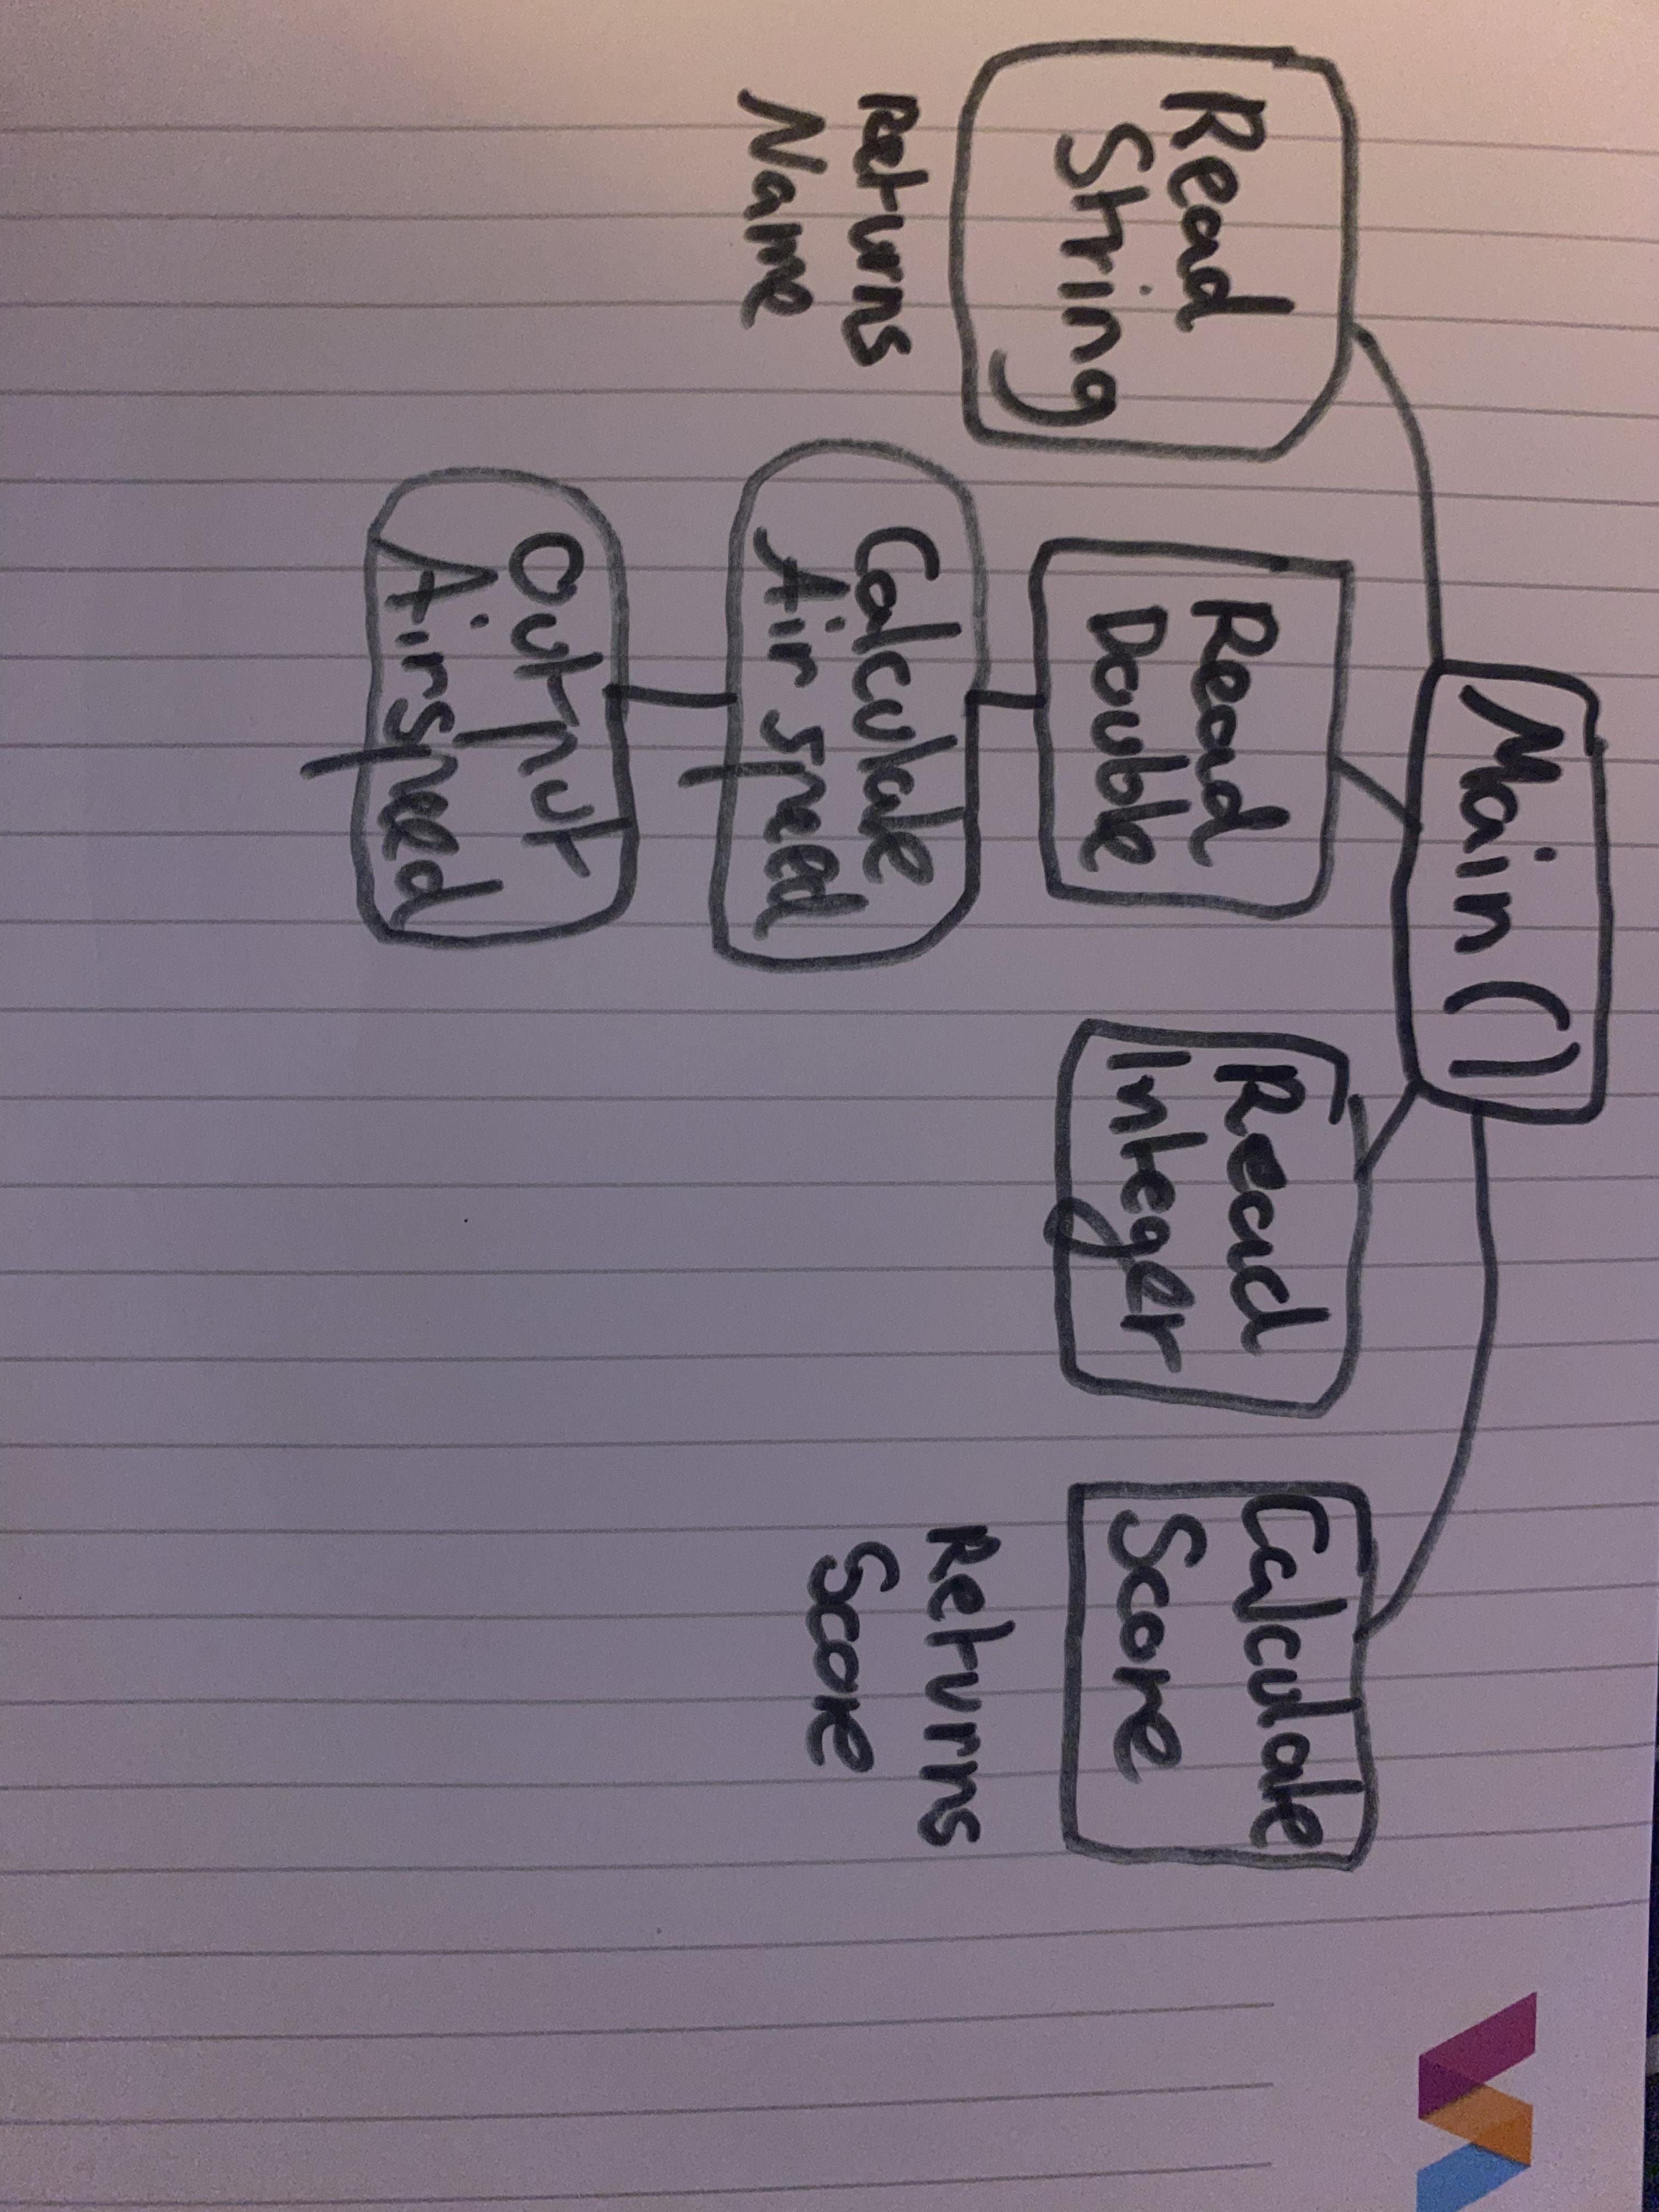 Main ()
Read
String
Returns
Name
Read
Double
Calculate
Air speed
Output
Airspeed
Read
Integer
Calculate
Score
Returns
Score